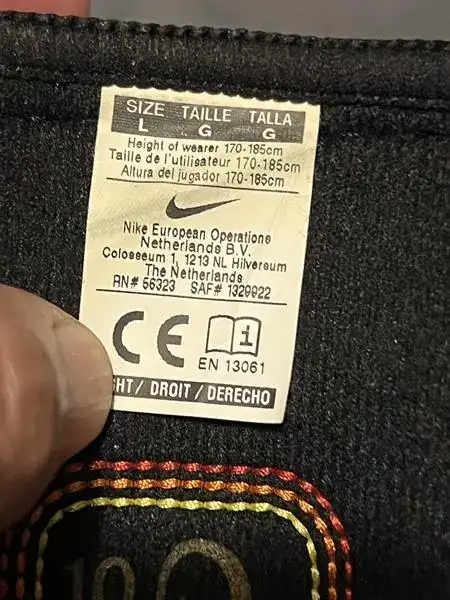 SIZE TAILLE TALLA
L G G
Height of wearer 170-185cm
Taille de l'utilisateur 170-185cm
Altura del jugador 170-185cm
Nike European Operations
Netherlands B.V.
Colosseum 1, 1213 NL Hilversum
The Netherlands
RN# 56323 SAF# 1329922
CE i
EN 13061
HT/ DROIT / DERECHO